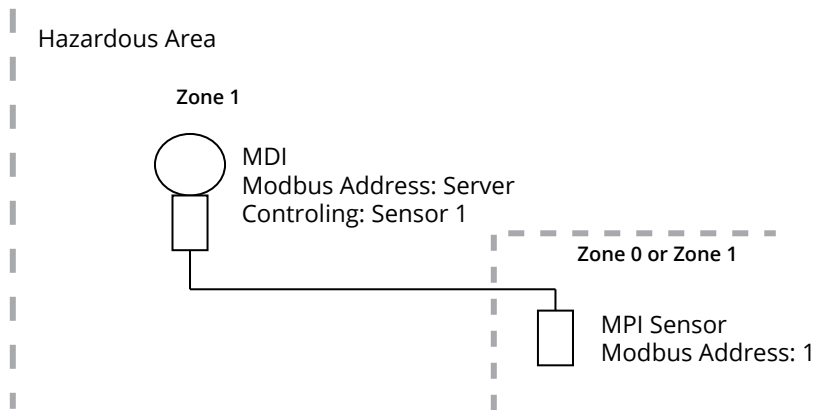 Hazardous Area
Zone 1
MDI
Modbus Address: Server
Controling: Sensor 1
Zone 0 or Zone 1
MPI Sensor
Modbus Address: 1